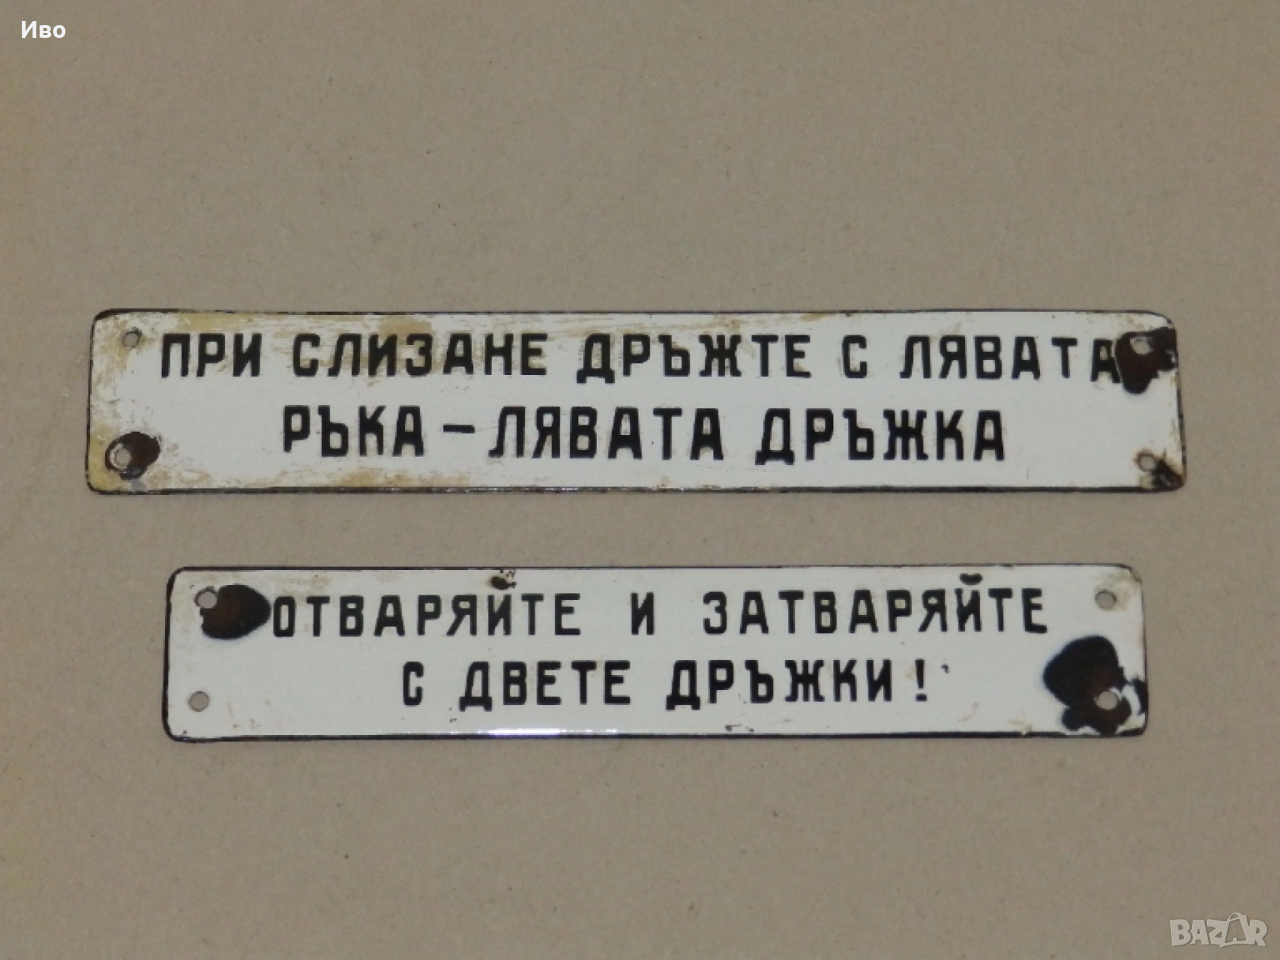 Иво
ПРИ СЛИЗАНЕ ДРЪЖТЕ С ЛЯВАТА
РЪКА – ЛЯВАТА ДРЪЖКА
ОТВАРЯЙТЕ И ЗАТВАРЯЙТЕ
С ДВЕТЕ ДРЪЖКИ!
BAZAR